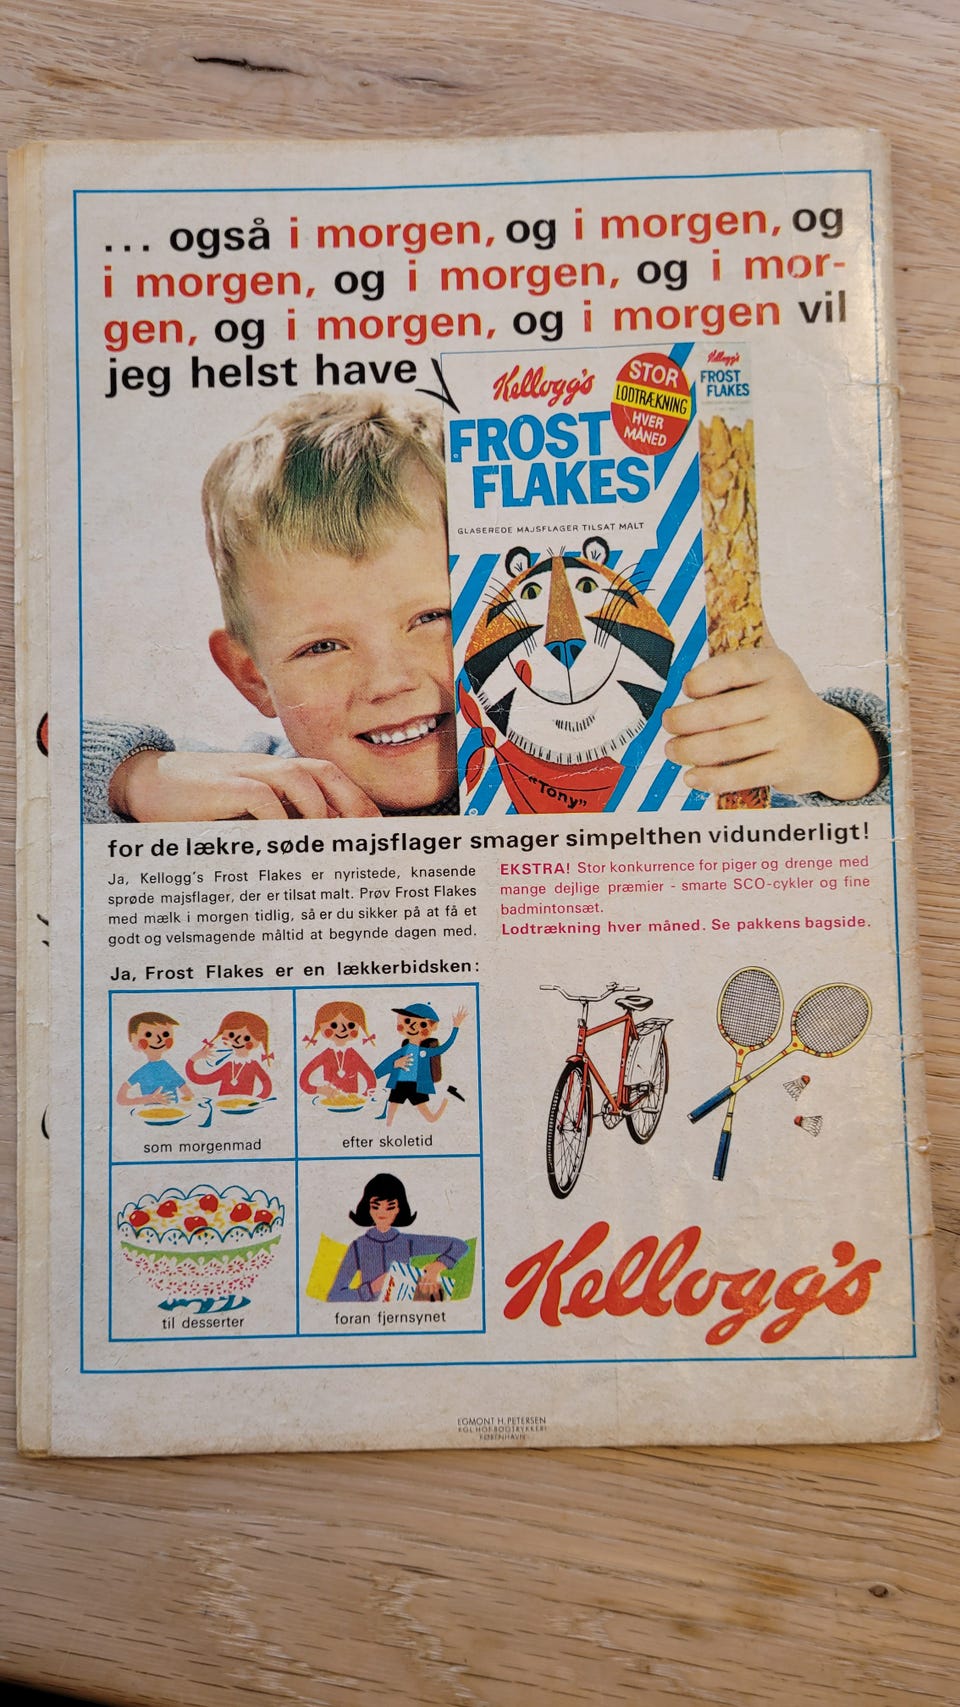 ... også i morgen, og i morgen, og
i morgen, og i morgen, og i mor-
gen, og i morgen, og i morgen vil
jeg helst have
Kellogg's
FROST
FLAKES
GLASEREDE MAJSFLAGER TILSAT MALT
STOR
LODTRÆKNING
HVER
MÅNED
Kellogg's
FROST
FLAKES
"Tony"
for de lækre, søde majsflager smager simpelthen vidunderligt!
Ja, Kellogg's Frost Flakes er nyristede, knasende
sprøde majsflager, der er tilsat malt. Prøv Frost Flakes
med mælk i morgen tidlig, så er du sikker på at få et
godt og velsmagende måltid at begynde dagen med.
EKSTRA! Stor konkurrence for piger og drenge med
mange dejlige præmier - smarte SCO-cykler og fine
badmintonsæt.
Lodtrækning hver måned. Se pakkens bagside.
Ja, Frost Flakes er en lækkerbidsken:
som morgenmad
efter skoletid
til desserter
foran fjernsynet
Kellogg's
EGMONT H. PETERSEN
KGL. HOF-BOGTRYKKERI
KØBENHAVN